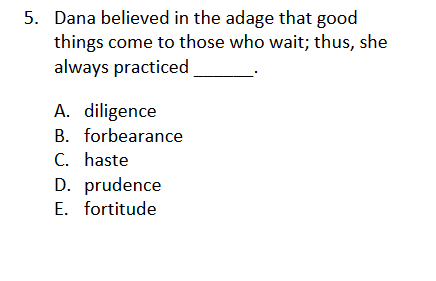 5. Dana believed in the adage that good
things come to those who wait; thus, she
always practiced ______.
A. diligence
B. forbearance
C. haste
D. prudence
E. fortitude